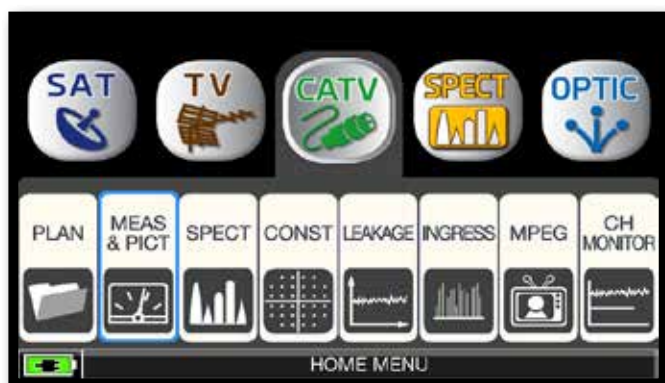 SAT TV CATV SPECT OPTIC
PLAN MEAS & PICT SPECT CONST LEAKAGE INGRESS MPEG CH MONITOR
HOME MENU